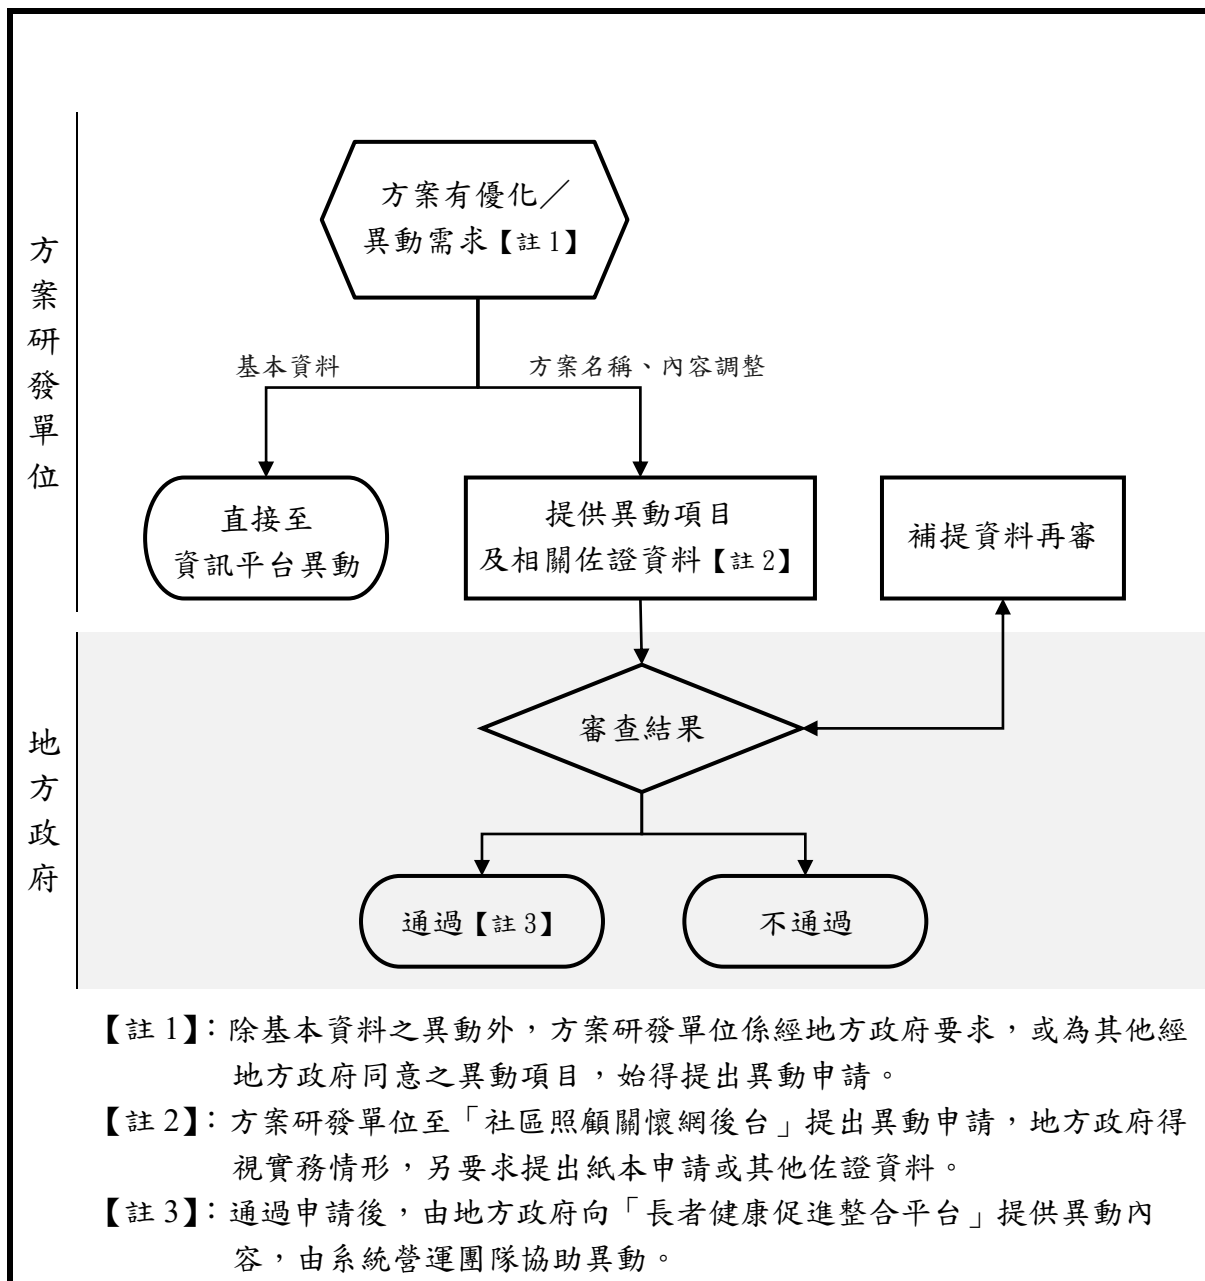 方案研發單位
方案有優化／
異動需求【註 1】
基本資料
方案名稱、內容調整
直接至
資訊平台異動
提供異動項目
及相關佐證資料【註 2】
補提資料再審
地方政府
審查結果
通過【註 3】
不通過
【註 1】：除基本資料之異動外，方案研發單位係經地方政府要求，或為其他經
地方政府同意之異動項目，始得提出異動申請。
【註 2】：方案研發單位至「社區照顧關懷網後台」提出異動申請，地方政府得
視實務情形，另要求提出紙本申請或其他佐證資料。
【註 3】：通過申請後，由地方政府向「長者健康促進整合平台」提供異動內
容，由系統營運團隊協助異動。